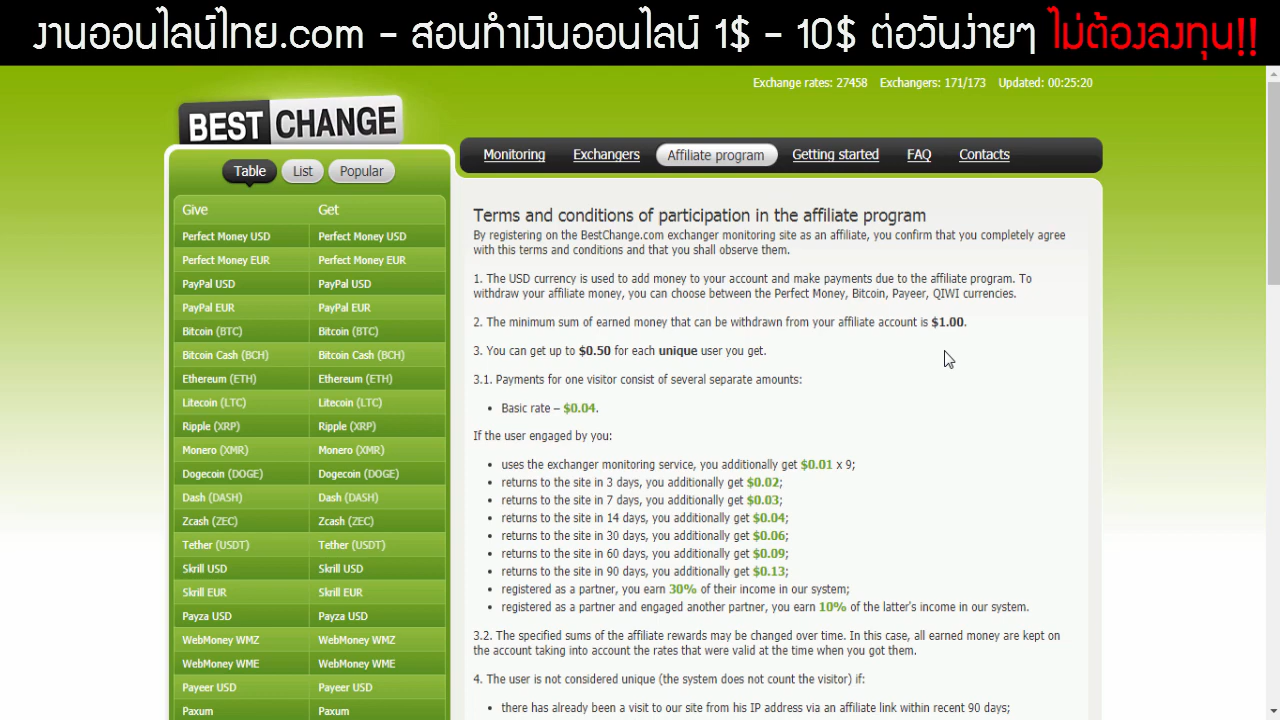 งานออนไลน์ไทย.com - สอนทำเงินออนไลน์ 1$ - 10$ ต่อวันง่ายๆ ไม่ต้องลงทุน!!
Exchange rates: 27458 Exchangers: 171/173 Updated: 00:25:20
BEST CHANGE
Monitoring Exchangers Affiliate program Getting started FAQ Contacts
Table List Popular
Give Get
Perfect Money USD Perfect Money USD
Perfect Money EUR Perfect Money EUR
PayPal USD PayPal USD
PayPal EUR PayPal EUR
Bitcoin (BTC) Bitcoin (BTC)
Bitcoin Cash (BCH) Bitcoin Cash (BCH)
Ethereum (ETH) Ethereum (ETH)
Litecoin (LTC) Litecoin (LTC)
Ripple (XRP) Ripple (XRP)
Monero (XMR) Monero (XMR)
Dogecoin (DOGE) Dogecoin (DOGE)
Dash (DASH) Dash (DASH)
Zcash (ZEC) Zcash (ZEC)
Tether (USDT) Tether (USDT)
Skrill USD Skrill USD
Skrill EUR Skrill EUR
Payza USD Payza USD
WebMoney WMZ WebMoney WMZ
WebMoney WME WebMoney WME
Payeer USD Payeer USD
Paxum Paxum
Terms and conditions of participation in the affiliate program
By registering on the BestChange.com exchanger monitoring site as an affiliate, you confirm that you completely agree
with this terms and conditions and that you shall observe them.
1. The USD currency is used to add money to your account and make payments due to the affiliate program. To
withdraw your affiliate money, you can choose between the Perfect Money, Bitcoin, Payeer, QIWI currencies.
2. The minimum sum of earned money that can be withdrawn from your affiliate account is $1.00.
3. You can get up to $0.50 for each unique user you get.
3.1. Payments for one visitor consist of several separate amounts:
• Basic rate – $0.04.
If the user engaged by you:
• uses the exchanger monitoring service, you additionally get $0.01 x 9;
• returns to the site in 3 days, you additionally get $0.02;
• returns to the site in 7 days, you additionally get $0.03;
• returns to the site in 14 days, you additionally get $0.04;
• returns to the site in 30 days, you additionally get $0.06;
• returns to the site in 60 days, you additionally get $0.09;
• returns to the site in 90 days, you additionally get $0.13;
• registered as a partner, you earn 30% of their income in our system;
• registered as a partner and engaged another partner, you earn 10% of the latter's income in our system.
3.2. The specified sums of the affiliate rewards may be changed over time. In this case, all earned money are kept on
the account taking into account the rates that were valid at the time when you got them.
4. The user is not considered unique (the system does not count the visitor) if:
• there has already been a visit to our site from his IP address via an affiliate link within recent 90 days;